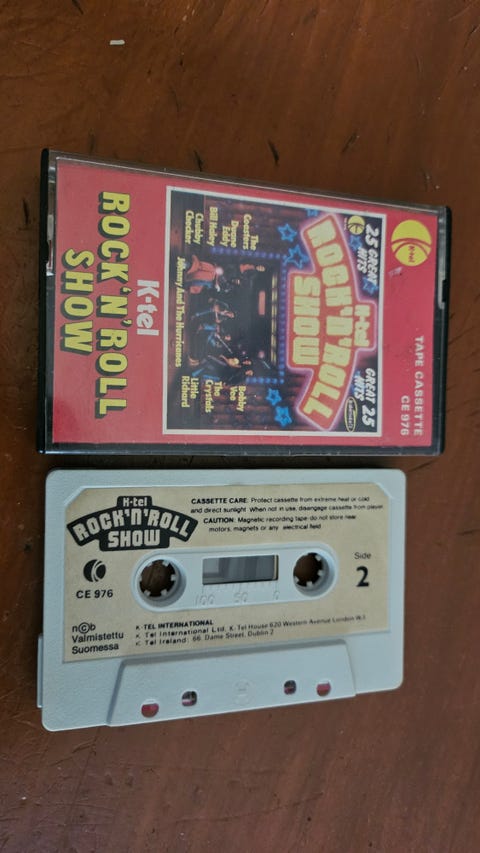 K-tel
TAPE CASSETTE
CE 976
25 GREAT
HITS
K-tel
ROCK'N'ROLL
SHOW
GREAT 25
HITS
The
Coasters
Duane
Eddy
Bill Haley
Chubby
Checker
Johnny And The Hurricanes
Bobby
Vee
The
Crystals
Little
Richard
K-tel
ROCK'N'ROLL
SHOW
K-tel
ROCK'N'ROLL
SHOW
CASSETTE CARE: Protect cassette from extreme heat or cold
and direct sunlight. When not in use, disengage cassette from player.
CAUTION: Magnetic recording tape-do not store near
motors, magnets or any electrical field
K
CE 976
Side
2
100 50 0
n©b
Valmistettu
Suomessa
K-TEL INTERNATIONAL
K-Tel International Ltd, K-Tel House 620 Western Avenue London W.3.
K-Tel Ireland: 66, Dame Street, Dublin 2